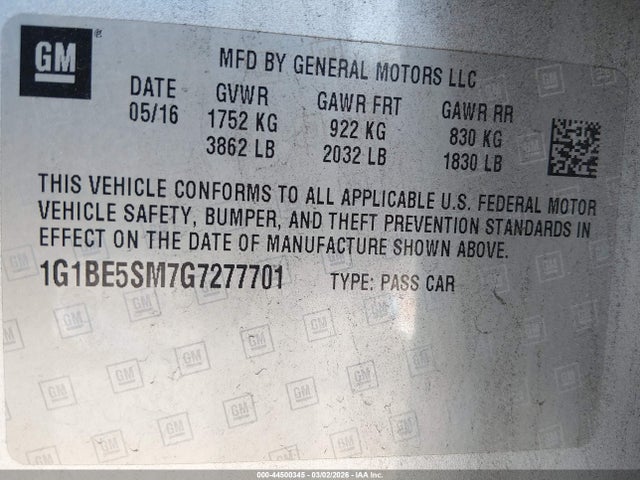 GM
MFD BY GENERAL MOTORS LLC
DATE GVWR GAWR FRT GAWR RR
05/16 1752 KG 922 KG 830 KG
3862 LB 2032 LB 1830 LB
THIS VEHICLE CONFORMS TO ALL APPLICABLE U.S. FEDERAL MOTOR
VEHICLE SAFETY, BUMPER, AND THEFT PREVENTION STANDARDS IN
EFFECT ON THE DATE OF MANUFACTURE SHOWN ABOVE.
1G1BE5SM7G7277701 TYPE: PASS CAR
000-44500345 | 03/02/2026 | IAA Inc.